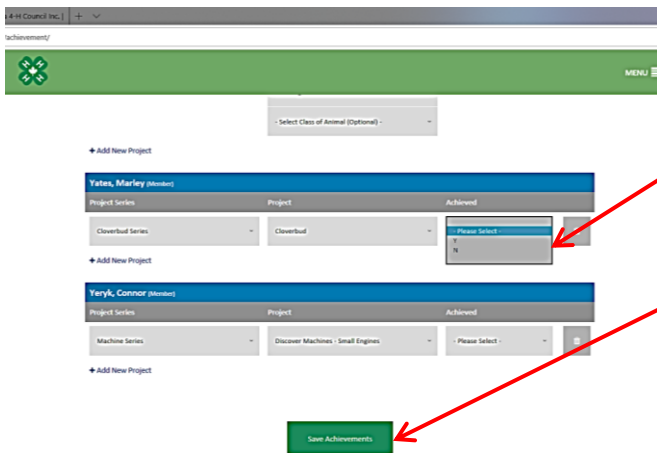 4-H Council Inc. |
/achievement/
H H
H H
MENU
- Select Class of Animal (Optional) -
+ Add New Project
Yates, Marley (Member)
Project Series Project Achieved
Cloverbud Series Cloverbud - Please Select -
Y
N
+ Add New Project
Yeryk, Connor (Member)
Project Series Project Achieved
Machine Series Discover Machines - Small Engines - Please Select -
+ Add New Project
Save Achievements